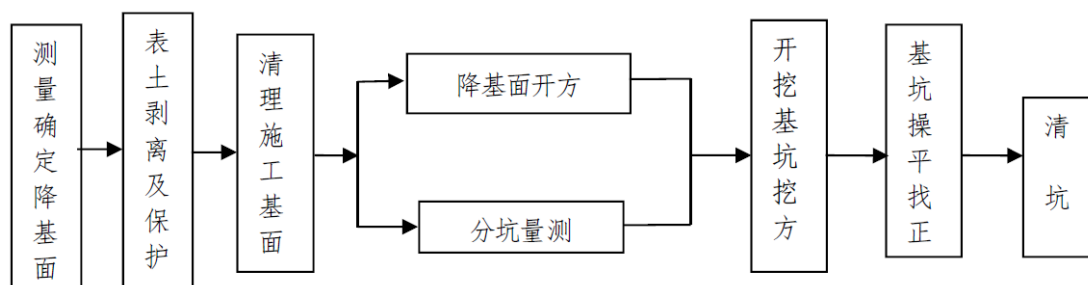 测量确定降基面
表土剥离及保护
清理施工基面
降基面开方
分坑量测
开挖基坑挖方
基坑操平找正
清坑